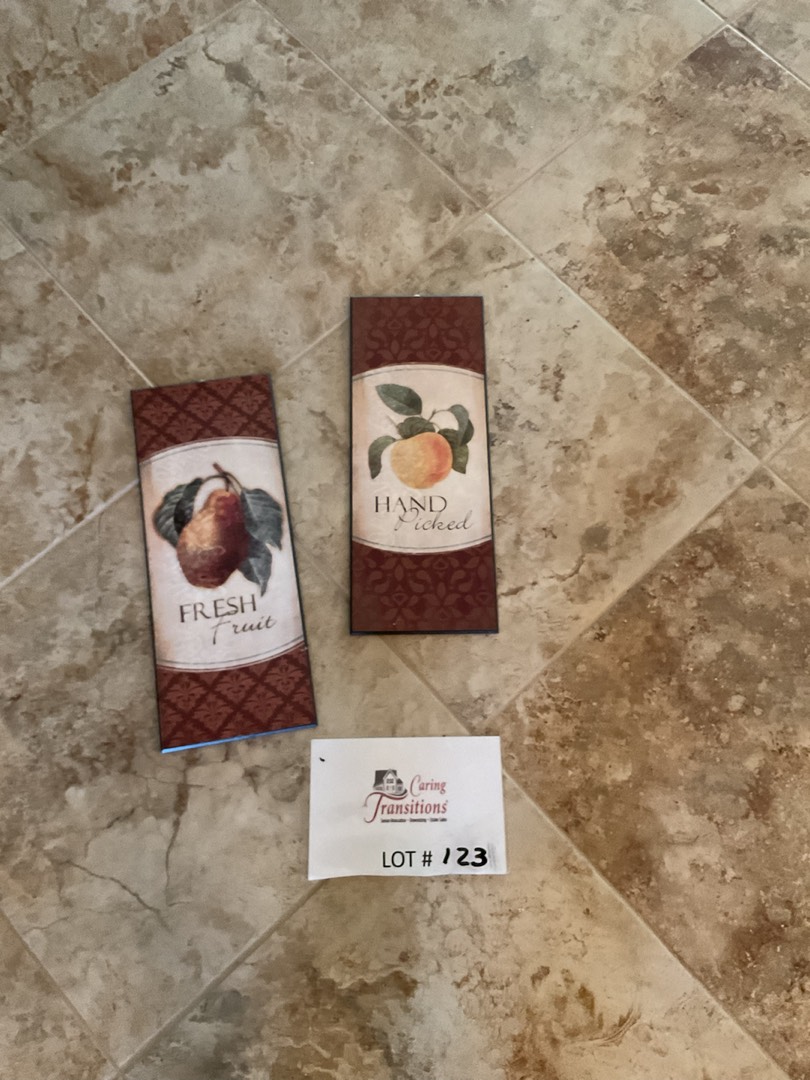 HAND
Picked
FRESH
Fruit
Caring
Transitions
LOT # 123